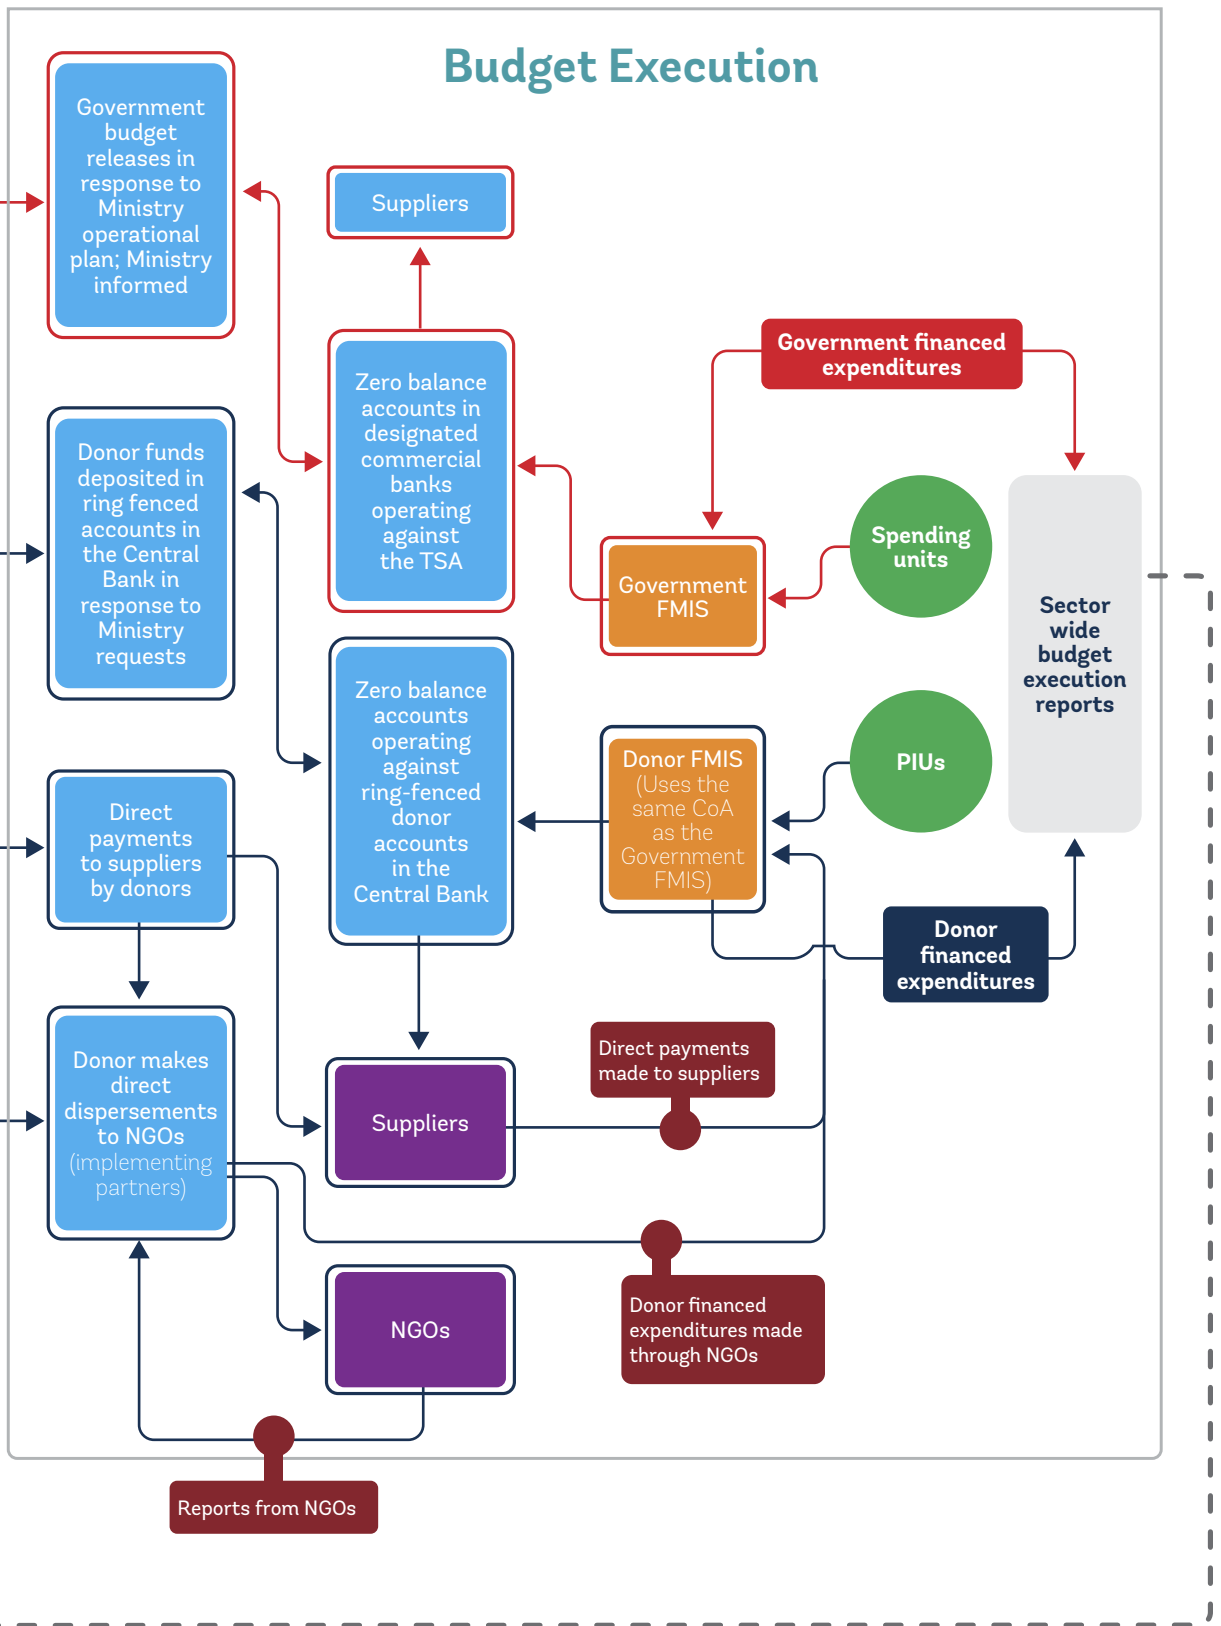 Budget Execution
Government
budget
releases in
response to
Ministry
operational
plan; Ministry
informed
Suppliers
Zero balance
accounts in
designated
commercial
banks
operating
against
the TSA
Government financed
expenditures
Donor funds
deposited in
ring fenced
accounts in
the Central
Bank in
response to
Ministry
requests
Government
FMIS
Spending
units
Sector
wide
budget
execution
reports
Zero balance
accounts
operating
against
ring-fenced
donor
accounts
in the
Central Bank
Donor FMIS
(Uses the
same CoA
as the
Government
FMIS)
PIUs
Direct
payments
to suppliers
by donors
Donor
financed
expenditures
Donor makes
direct
dispersements
to NGOs
(implementing
partners)
Suppliers
Direct payments
made to suppliers
NGOs
Donor financed
expenditures made
through NGOs
Reports from NGOs